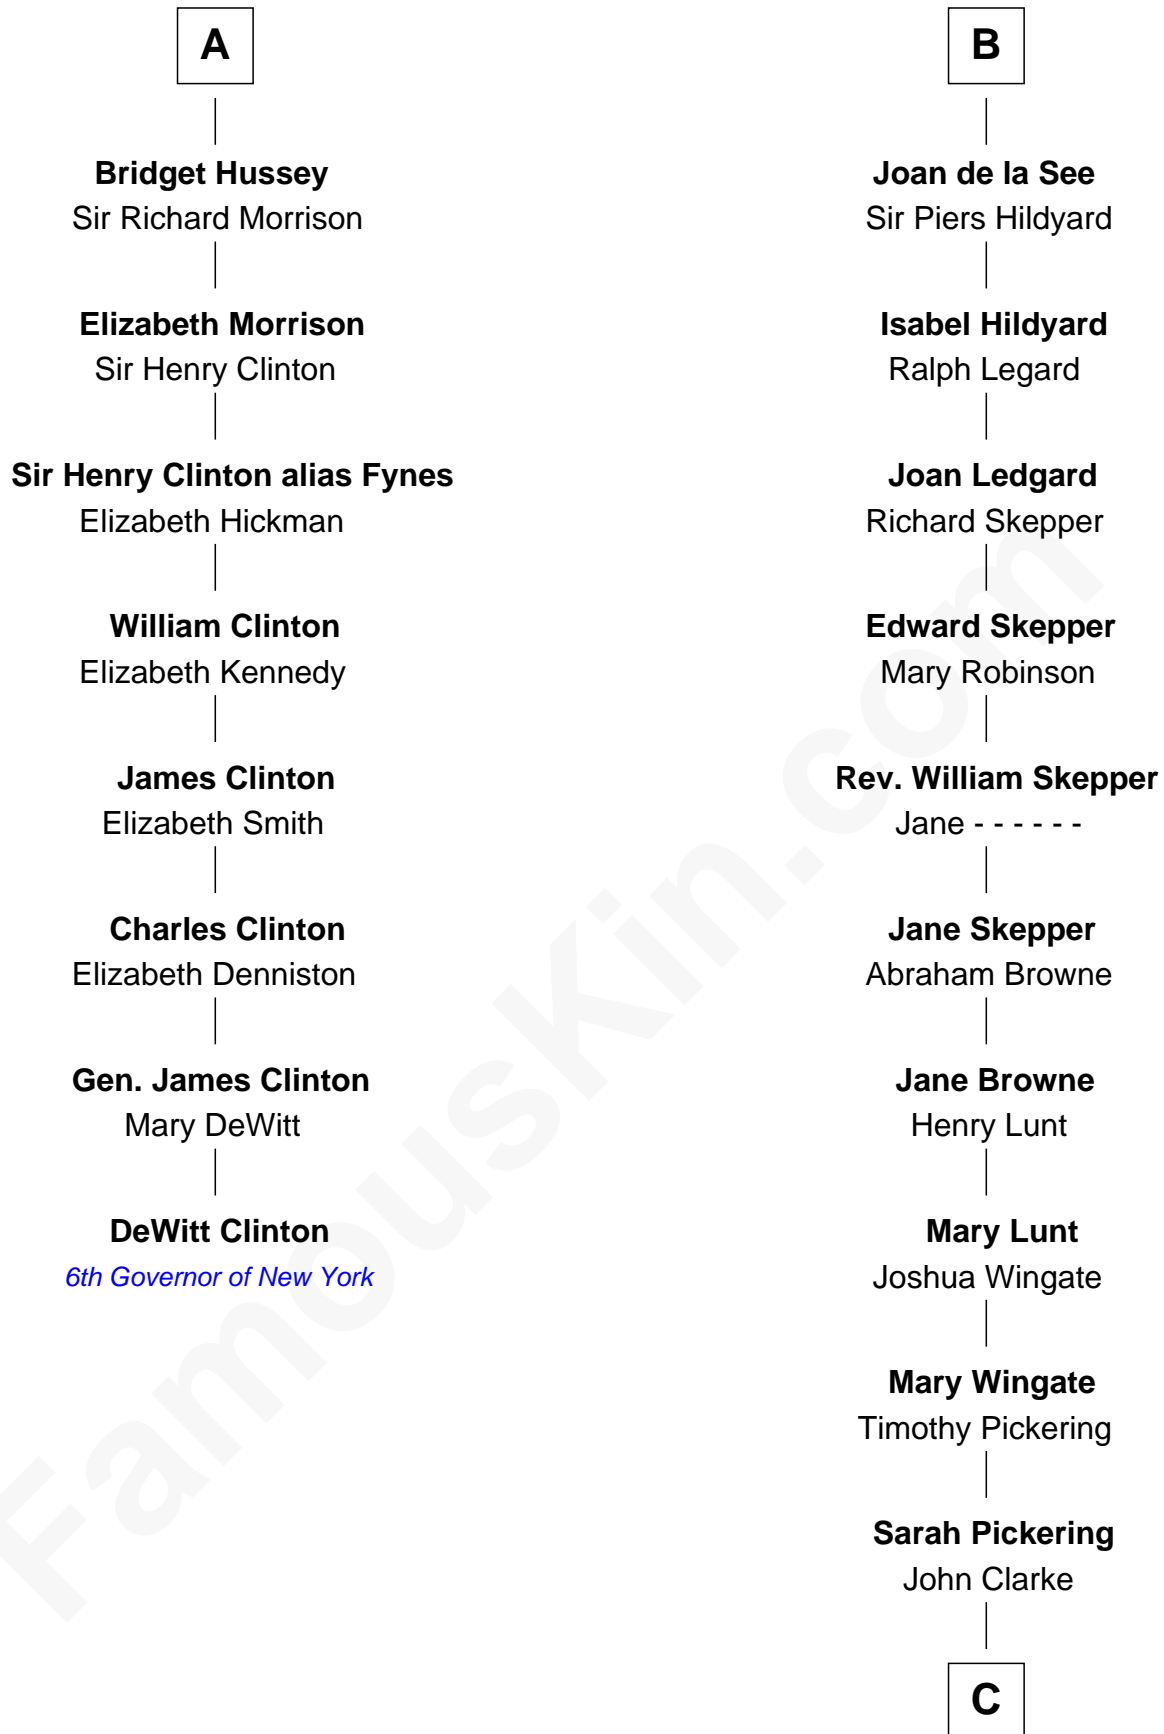 A
Bridget Hussey
Sir Richard Morrison
Elizabeth Morrison
Sir Henry Clinton
Sir Henry Clinton alias Fynes
Elizabeth Hickman
William Clinton
Elizabeth Kennedy
James Clinton
Elizabeth Smith
Charles Clinton
Elizabeth Denniston
Gen. James Clinton
Mary DeWitt
DeWitt Clinton
6th Governor of New York
B
Joan de la See
Sir Piers Hildyard
Isabel Hildyard
Ralph Legard
Joan Ledgard
Richard Skepper
Edward Skepper
Mary Robinson
Rev. William Skepper
Jane - - - - - -
Jane Skepper
Abraham Browne
Jane Browne
Henry Lunt
Mary Lunt
Joshua Wingate
Mary Wingate
Timothy Pickering
Sarah Pickering
John Clarke
C
FamousKin.com